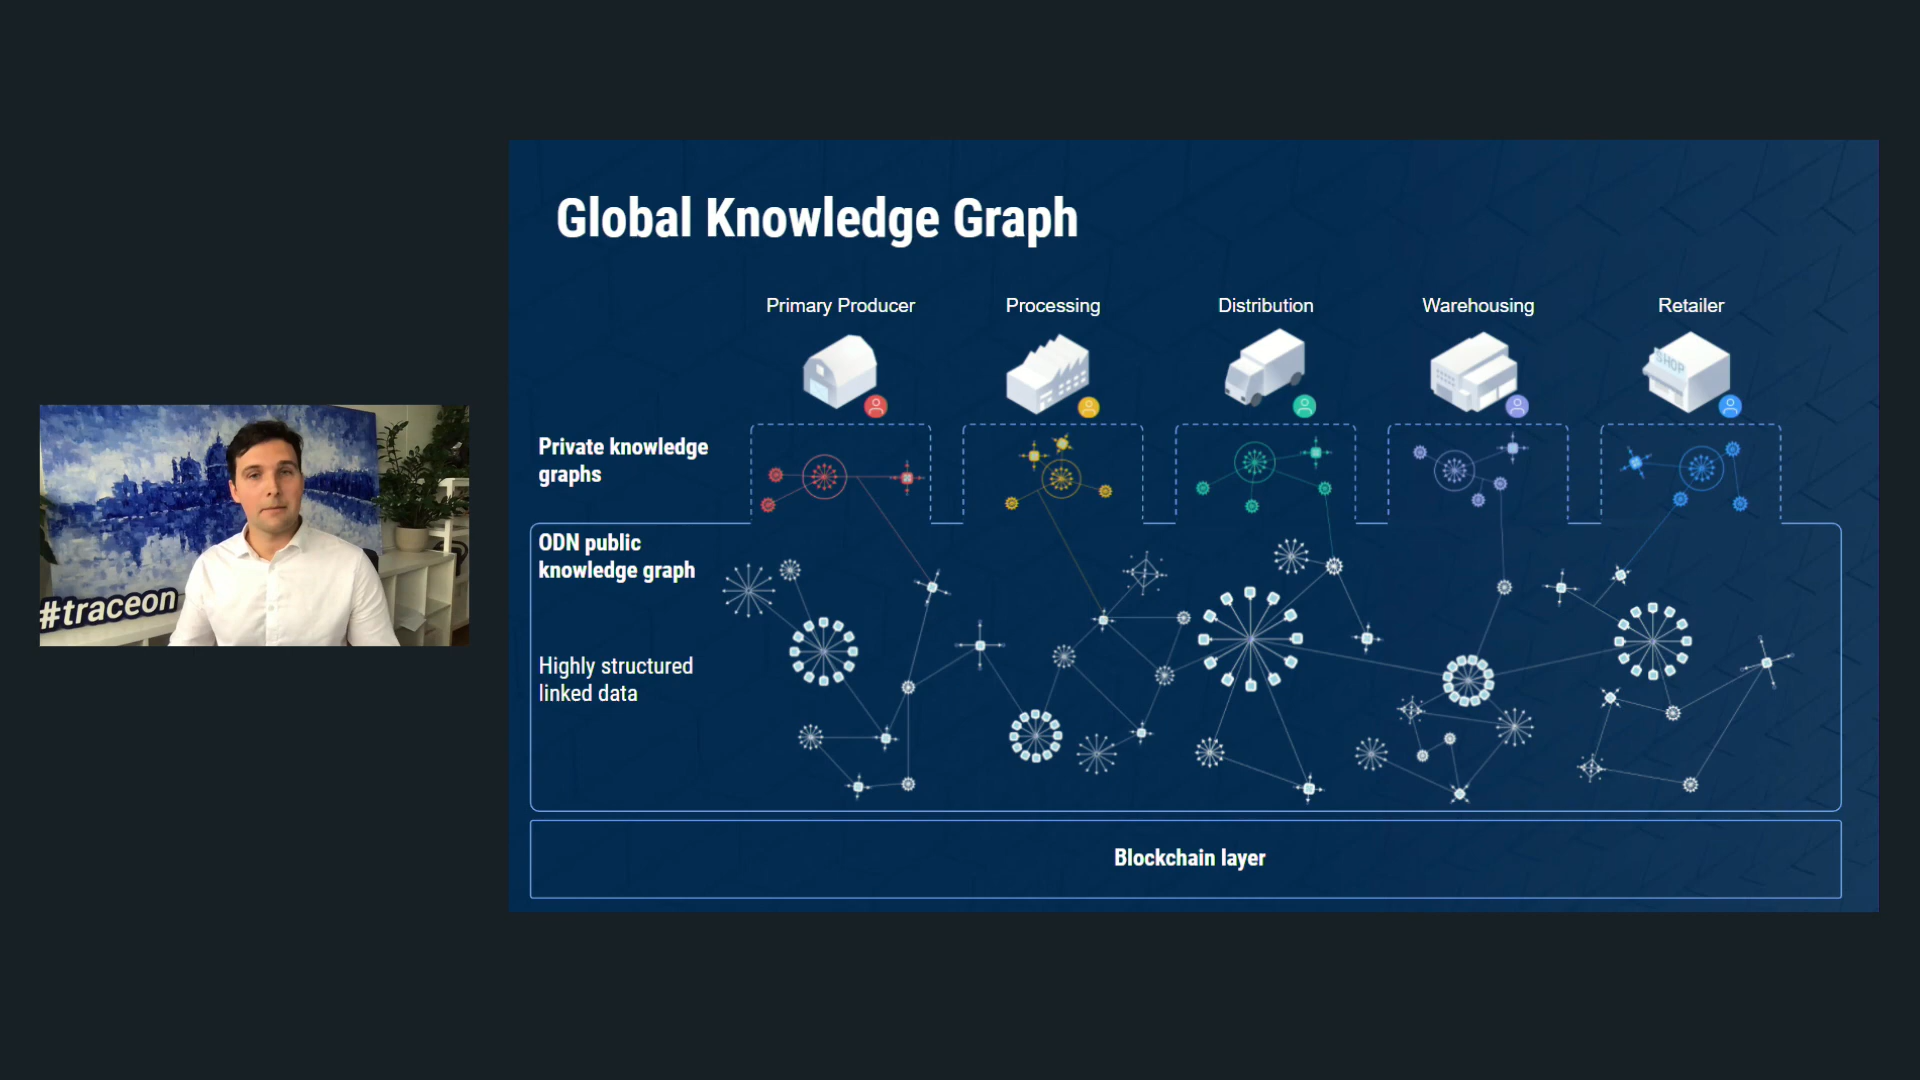 Global Knowledge Graph
Primary Producer
Processing
Distribution
Warehousing
Retailer
SHOP
Private knowledge
graphs
ODN public
knowledge graph
Highly structured
linked data
Blockchain layer
#traceon